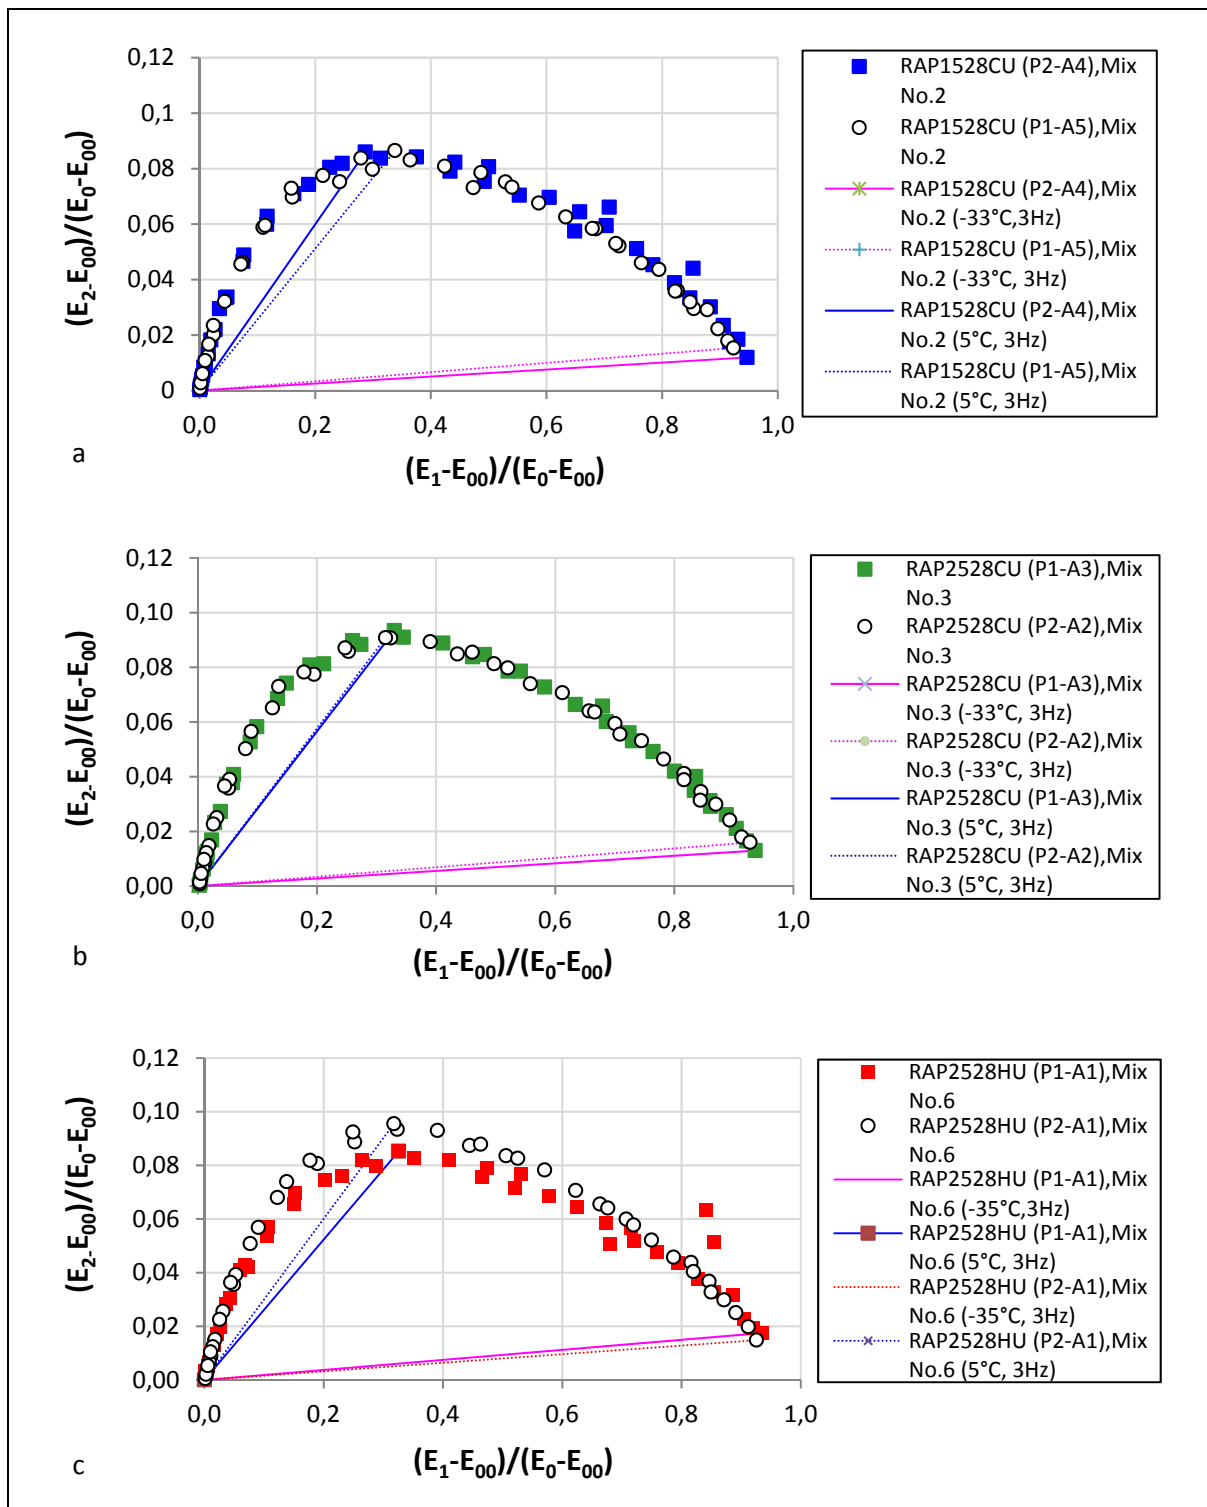 0,12
0,1
0,08
0,06
0,04
0,02
0
0,0 0,2 0,4 0,6 0,8 1,0
(E2-E00)/(E0-E00)
(E1-E00)/(E0-E00)
a
RAP1528CU (P2-A4),Mix
No.2
RAP1528CU (P1-A5),Mix
No.2
RAP1528CU (P2-A4),Mix
No.2 (-33°C,3Hz)
RAP1528CU (P1-A5),Mix
No.2 (-33°C, 3Hz)
RAP1528CU (P2-A4),Mix
No.2 (5°C, 3Hz)
RAP1528CU (P1-A5),Mix
No.2 (5°C, 3Hz)
0,12
0,10
0,08
0,06
0,04
0,02
0,00
0,0 0,2 0,4 0,6 0,8 1,0
(E2-E00)/(E0-E00)
(E1-E00)/(E0-E00)
b
RAP2528CU (P1-A3),Mix
No.3
RAP2528CU (P2-A2),Mix
No.3
RAP2528CU (P1-A3),Mix
No.3 (-33°C, 3Hz)
RAP2528CU (P2-A2),Mix
No.3 (-33°C, 3Hz)
RAP2528CU (P1-A3),Mix
No.3 (5°C, 3Hz)
RAP2528CU (P2-A2),Mix
No.3 (5°C, 3Hz)
0,12
0,10
0,08
0,06
0,04
0,02
0,00
0,0 0,2 0,4 0,6 0,8 1,0
(E2-E00)/(E0-E00)
(E1-E00)/(E0-E00)
c
RAP2528HU (P1-A1),Mix
No.6
RAP2528HU (P2-A1),Mix
No.6
RAP2528HU (P1-A1),Mix
No.6 (-35°C,3Hz)
RAP2528HU (P1-A1),Mix
No.6 (5°C, 3Hz)
RAP2528HU (P2-A1),Mix
No.6 (-35°C, 3Hz)
RAP2528HU (P2-A1),Mix
No.6 (5°C, 3Hz)